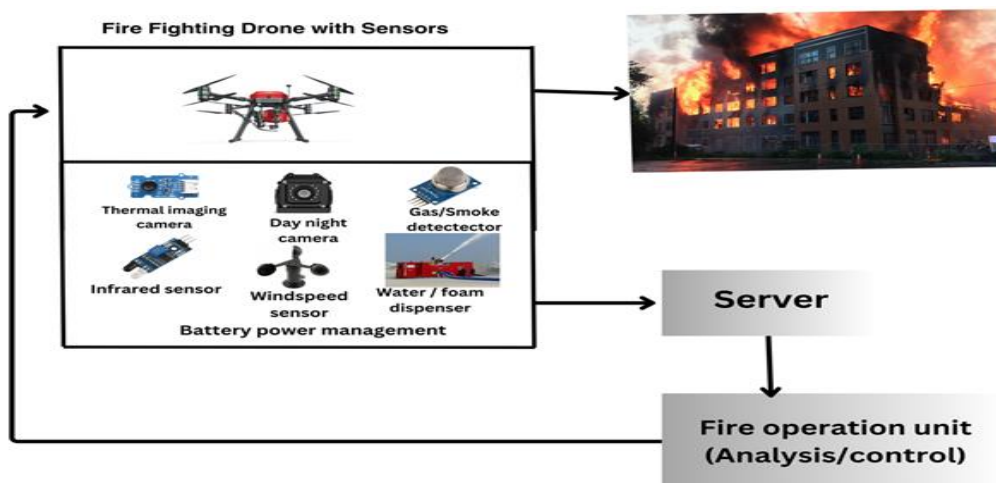 Fire Fighting Drone with Sensors
Thermal imaging
camera
Day night
camera
Gas/Smoke
detectector
Infrared sensor
Windspeed
sensor
Water / foam
dispenser
Battery power management
Server
Fire operation unit
(Analysis/control)